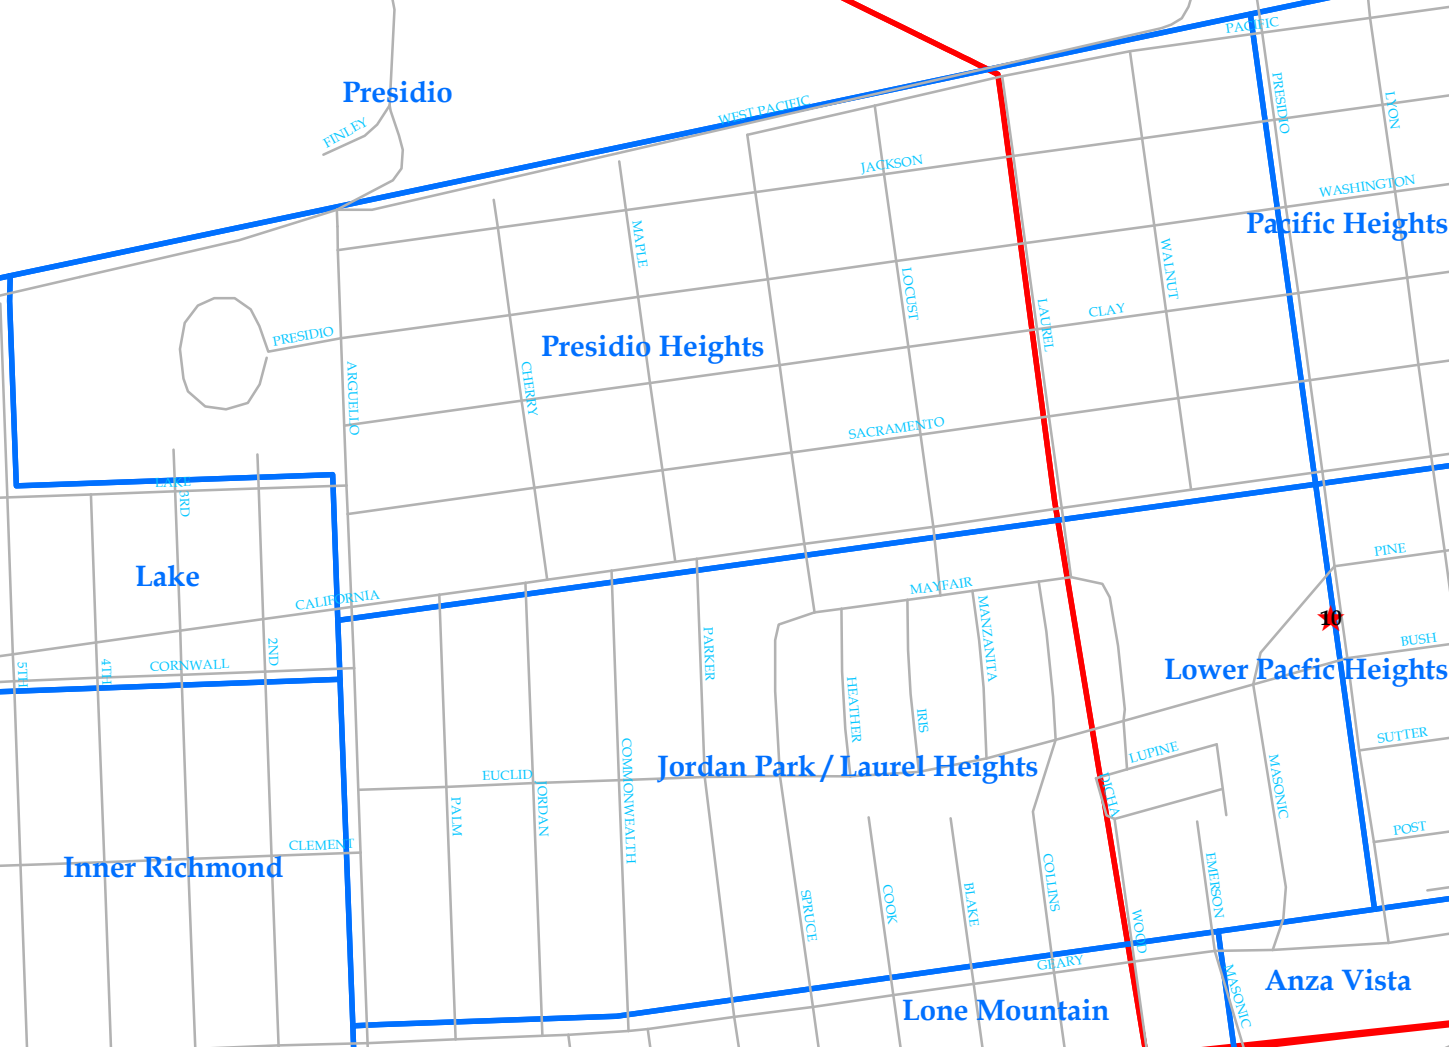 PACIFIC
Presidio
PRESIDIO
LYON
WEST PACIFIC
FINLEY
JACKSON
WASHINGTON
Pacific Heights
MAPLE
WALNUT
LOCUST
LAUREL
CLAY
PRESIDIO
Presidio Heights
ARGUELLO
CHERRY
SACRAMENTO
LAKE
3RD
PINE
Lake
MAYFAIR
CALIFORNIA
MANZANITA
10
BUSH
PARKER
2ND
CORNWALL
4TH
5TH
Lower Pacfic Heights
HEATHER
IRIS
SUTTER
LUPINE
Jordan Park / Laurel Heights
EUCLID
COMMONWEALTH
JORDAN
PALM
DICHA
MASONIC
POST
CLEMENT
Inner Richmond
COLLINS
EMERSON
SPRUCE
COOK
BLAKE
WOOD
GEARY
MASONIC
Anza Vista
Lone Mountain